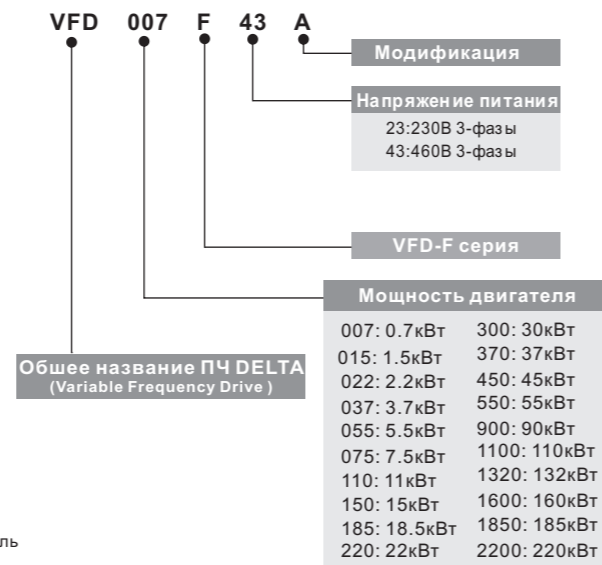 VFD 007 F 43 A
Модификация
Напряжение питания
23:230В 3-фазы
43:460В 3-фазы
VFD-F серия
Мощность двигателя
007: 0.7кВт 300: 30кВт
015: 1.5кВт 370: 37кВт
022: 2.2кВт 450: 45кВт
037: 3.7кВт 550: 55кВт
055: 5.5кВт 900: 90кВт
075: 7.5кВт 1100: 110кВт
110: 11кВт 1320: 132кВт
150: 15кВт 1600: 160кВт
185: 18.5кВт 1850: 185кВт
220: 22кВт 2200: 220кВт
Обшее название ПЧ DELTA
(Variable Frequency Drive )
ль